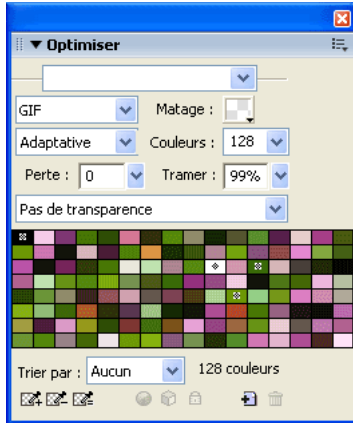 Optimiser
GIF Matage :
Adaptative Couleurs : 128
Perte : 0 Tramer : 99%
Pas de transparence
Trier par : Aucun 128 couleurs